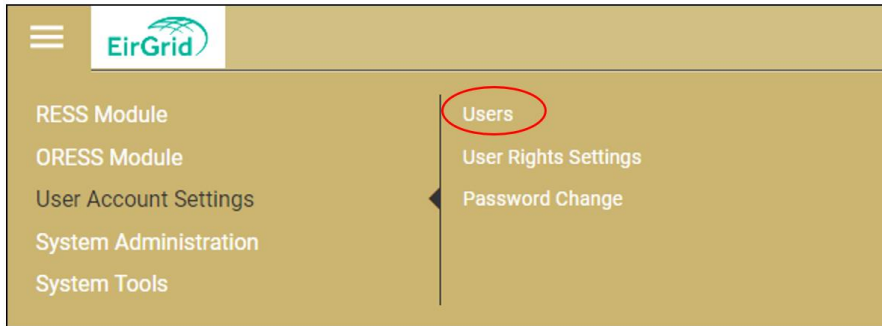 EirGrid
RESS Module
ORESS Module
User Account Settings
System Administration
System Tools
Users
User Rights Settings
Password Change